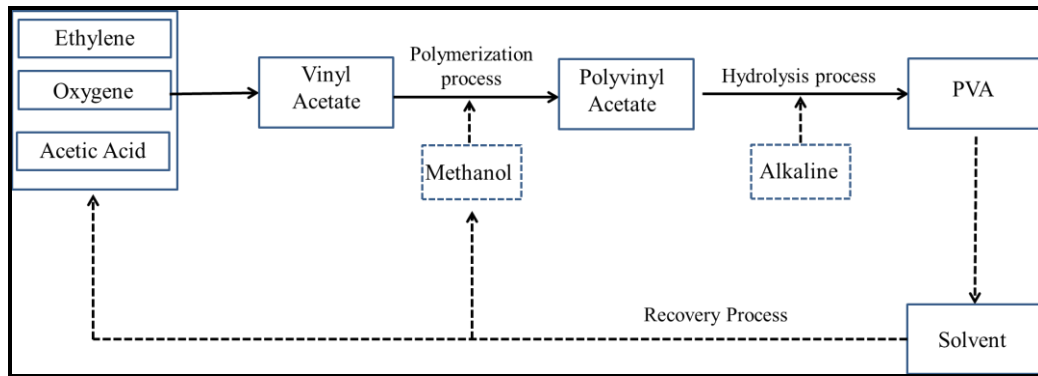 Ethylene
Oxygene
Acetic Acid
Vinyl
Acetate
Polymerization
process
Methanol
Polyvinyl
Acetate
Hydrolysis process
Alkaline
PVA
Recovery Process
Solvent